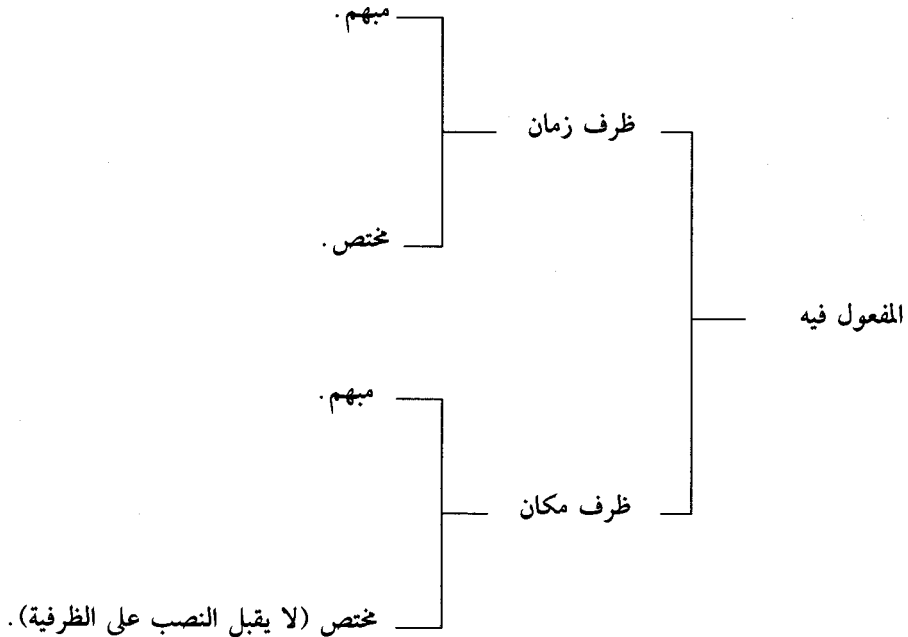 مبهم.
ظرف زمان
مختص.
المفعول فيه
مبهم.
ظرف مكان
مختص (لا يقبل النصب على الظرفية).